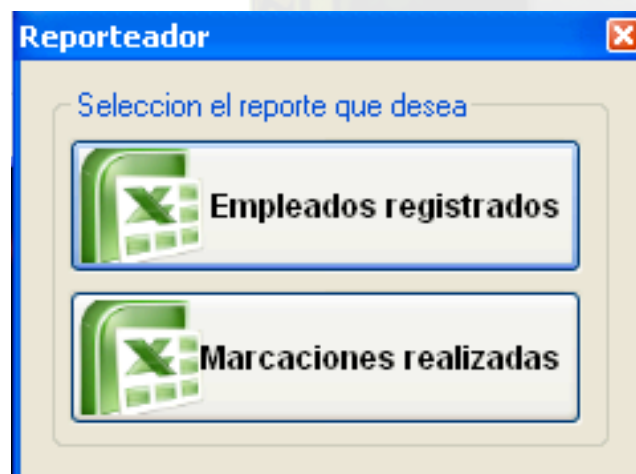 Reporteador
Seleccion el reporte que desea
Empleados registrados
Marcaciones realizadas